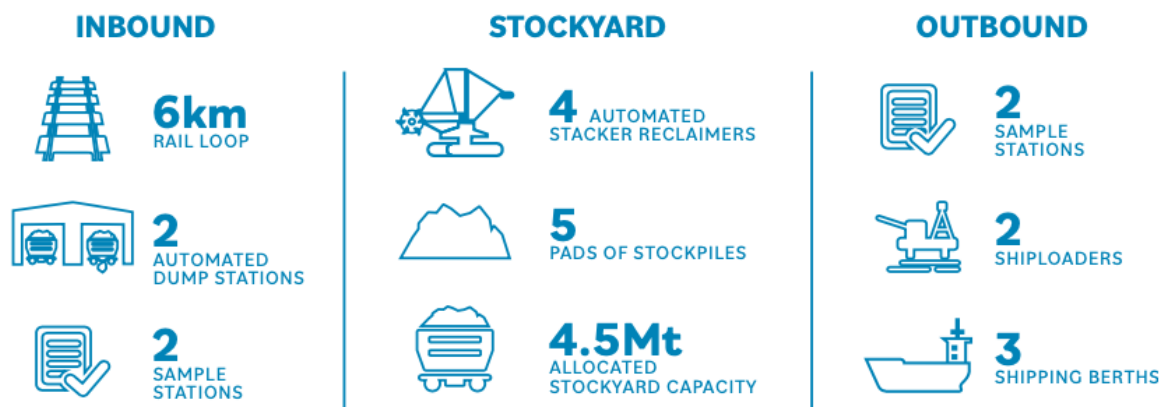 INBOUND
6km
RAIL LOOP
2
AUTOMATED
DUMP STATIONS
2
SAMPLE
STATIONS
STOCKYARD
4 AUTOMATED
STACKER RECLAIMERS
5
PADS OF STOCKPILES
4.5Mt
ALLOCATED
STOCKYARD CAPACITY
OUTBOUND
2
SAMPLE
STATIONS
2
SHIPLOADERS
3
SHIPPING BERTHS